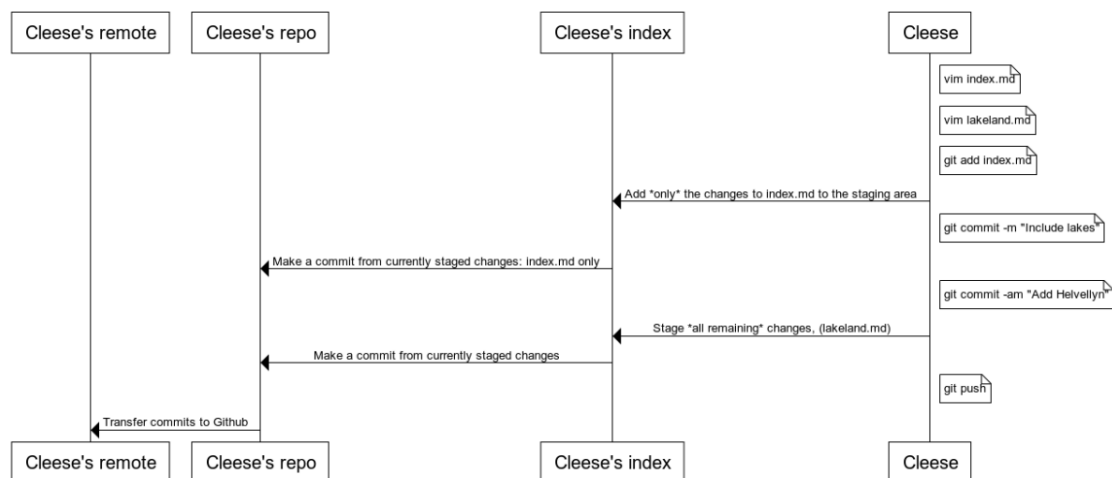 Cleese's remote
Cleese's repo
Cleese's index
Cleese
vim index.md
vim lakeland.md
git add index.md
Add *only* the changes to index.md to the staging area
git commit -m "Include lakes"
Make a commit from currently staged changes: index.md only
git commit -am "Add Helvellyn"
Stage *all remaining* changes, (lakeland.md)
Make a commit from currently staged changes
git push
Transfer commits to Github
Cleese's remote
Cleese's repo
Cleese's index
Cleese